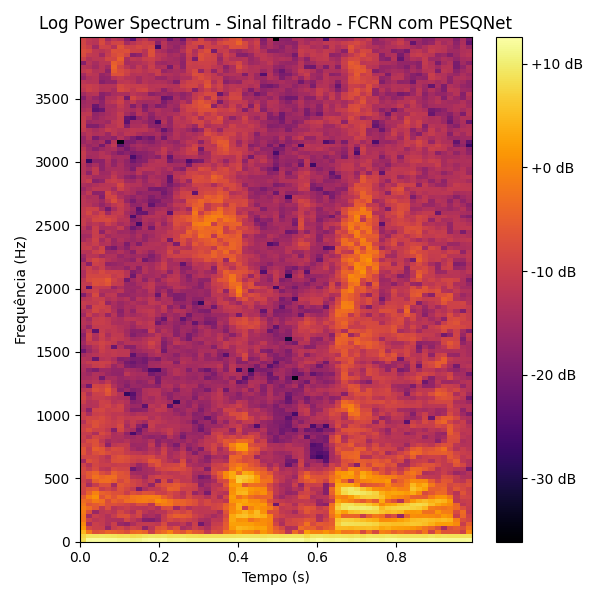 Log Power Spectrum - Sinal filtrado - FCRN com PESQNet
3500
3000
2500
2000
1500
1000
500
0
Frequência (Hz)
0.0 0.2 0.4 0.6 0.8
Tempo (s)
+10 dB
+0 dB
-10 dB
-20 dB
-30 dB